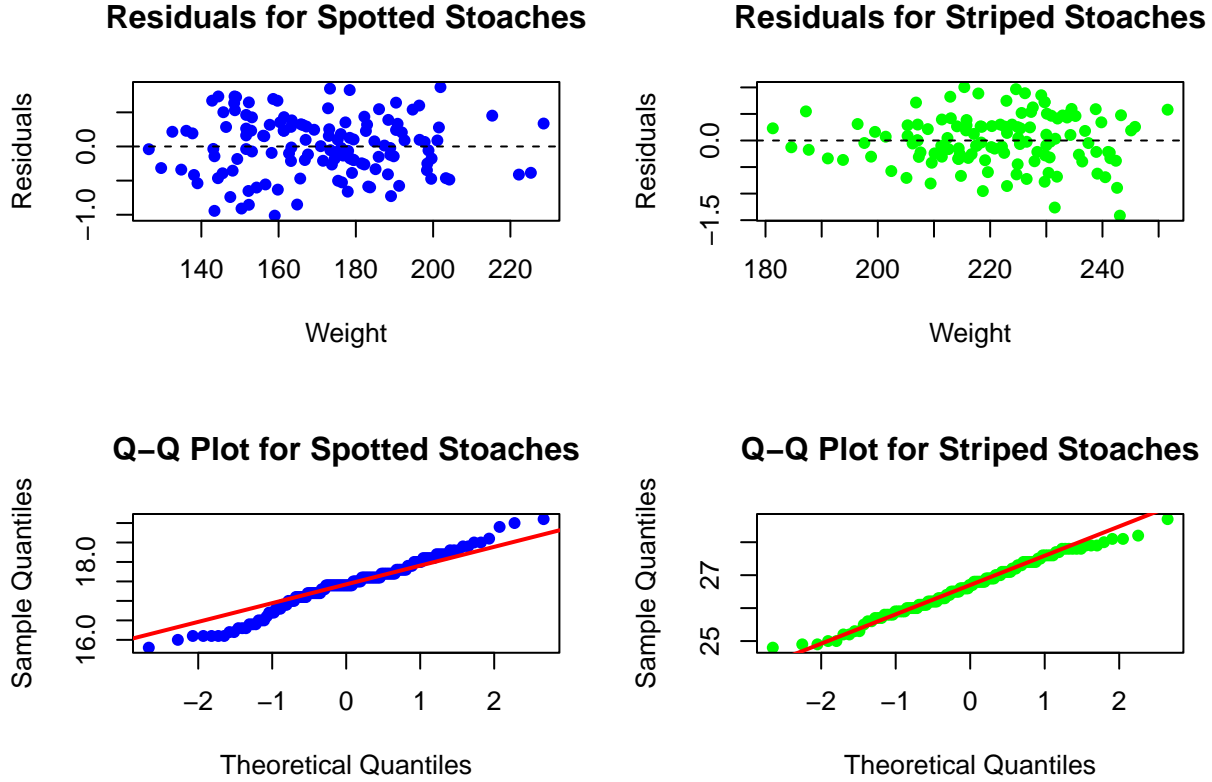 Residuals for Spotted Stoaches
Residuals
−1.0 0.0
140 160 180 200 220
Weight
Residuals for Striped Stoaches
Residuals
−1.5 0.0
180 200 220 240
Weight
Q−Q Plot for Spotted Stoaches
Sample Quantiles
16.0 18.0
−2 −1 0 1 2
Theoretical Quantiles
Q−Q Plot for Striped Stoaches
Sample Quantiles
25 27
−2 −1 0 1 2
Theoretical Quantiles